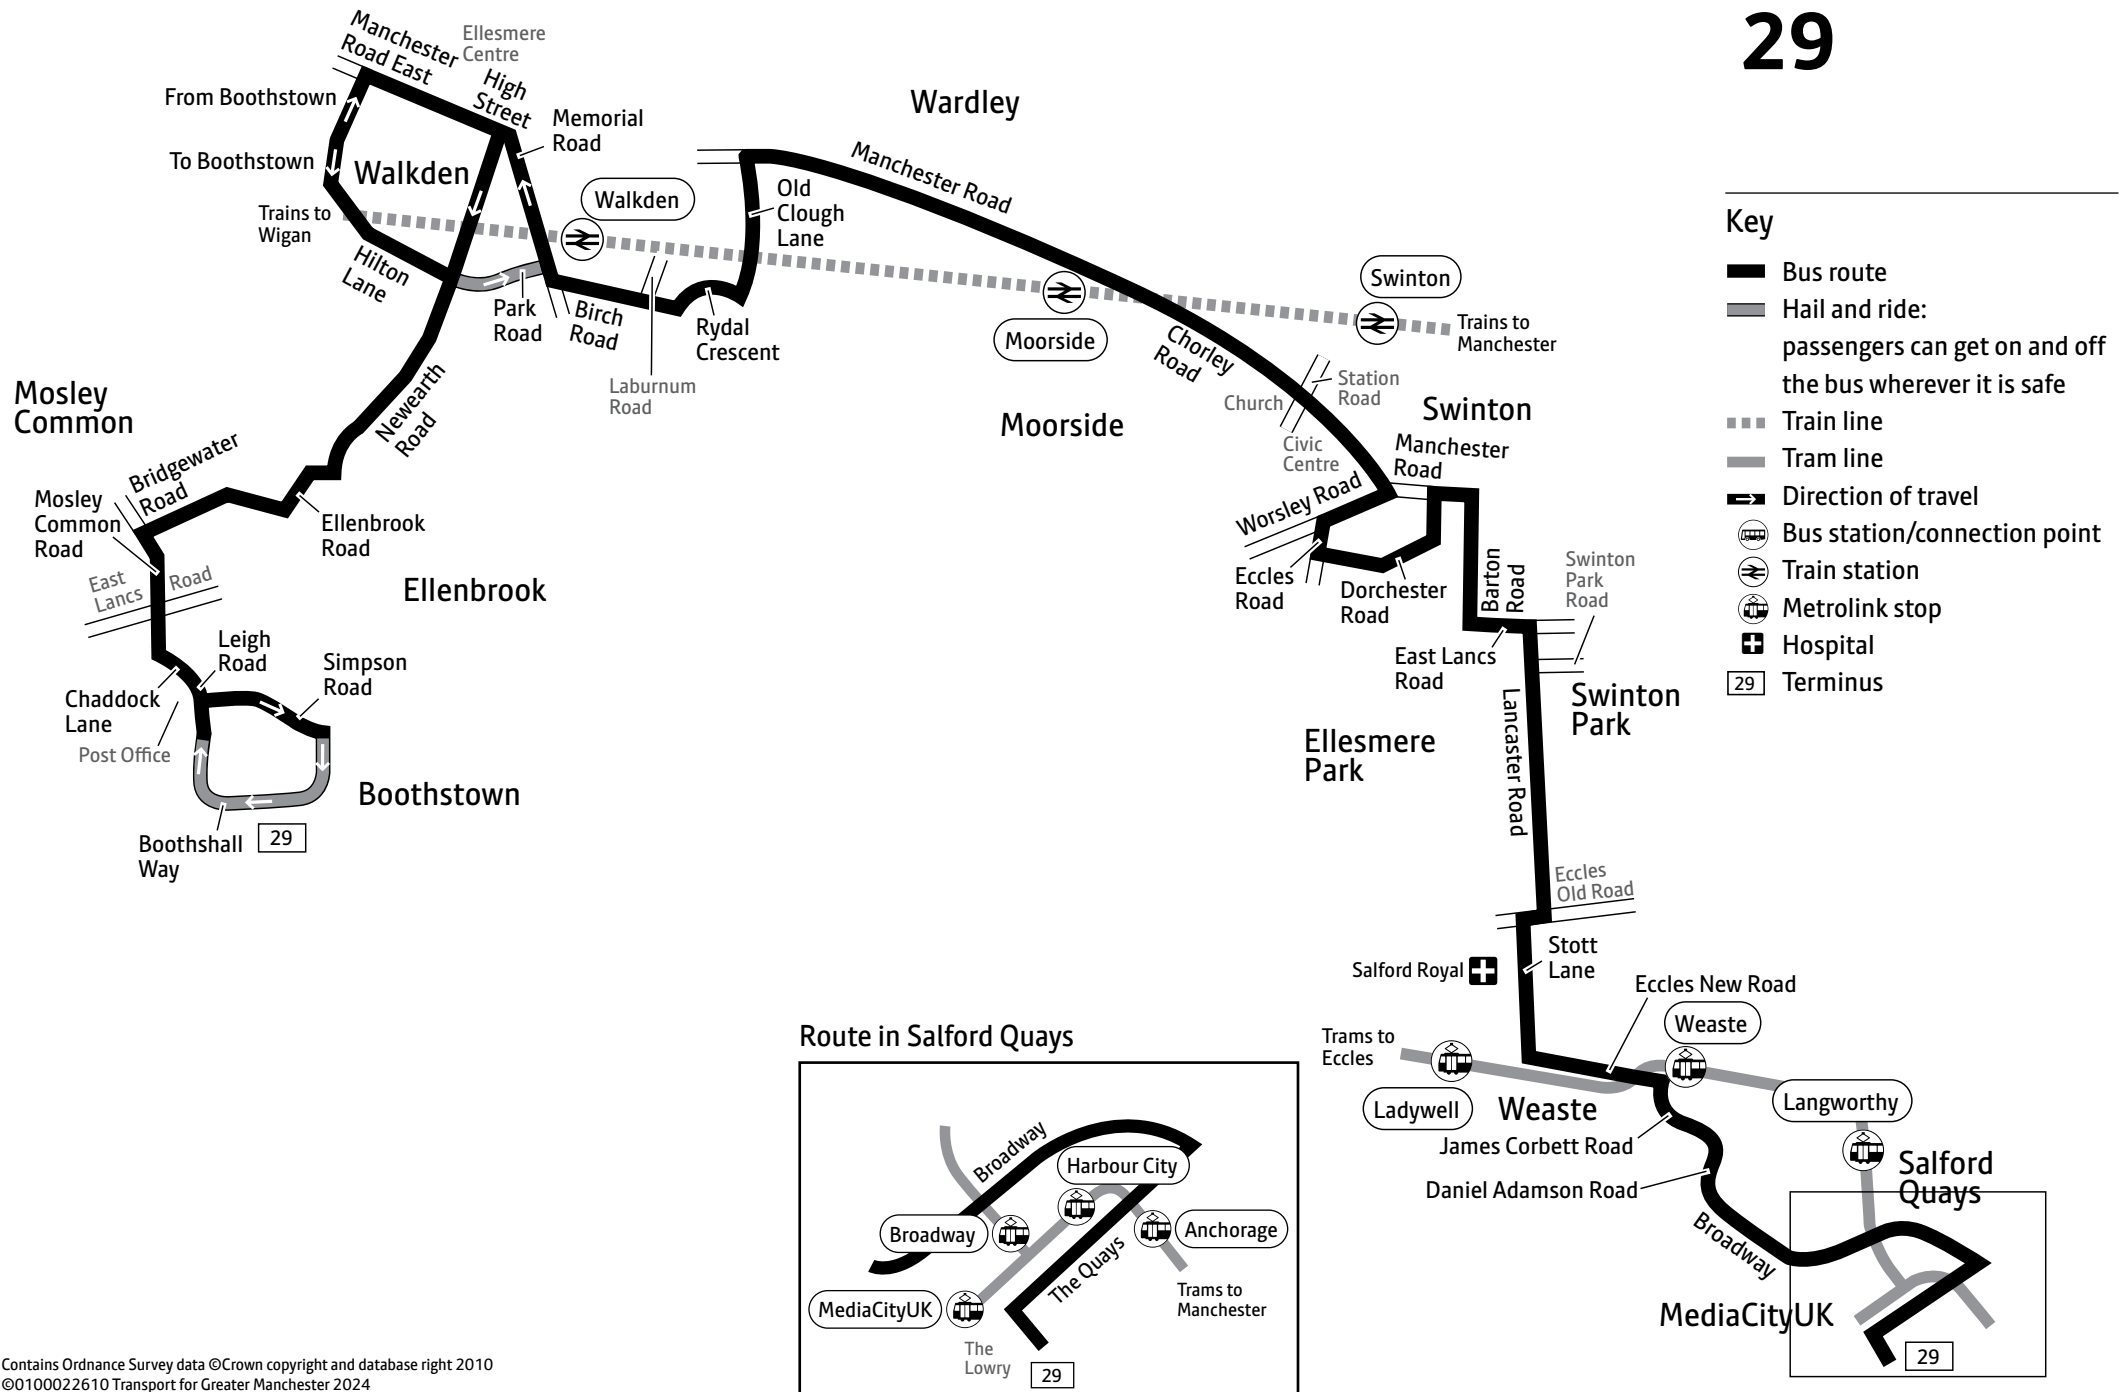 29
Manchester
Road East
Ellesmere
Centre
High
Street
From Boothstown
Memorial
Road
To Boothstown
Walkden
Walkden
Trains to
Wigan
Hilton
Lane
Park
Road
Birch
Road
Laburnum
Road
Rydal
Crescent
Old
Clough
Lane
Wardley
Manchester Road
Moorside
Moorside
Swinton
Trains to
Manchester
Chorley
Road
Station
Road
Church
Civic
Centre
Swinton
Manchester
Road
Worsley Road
Eccles
Road
Dorchester
Road
Barton
Road
Swinton
Park
Road
East Lancs
Road
Swinton
Park
Lancaster Road
Ellesmere
Park
Eccles
Old Road
Stott
Lane
Salford Royal
Eccles New Road
Weaste
Trams to
Eccles
Ladywell
Weaste
Langworthy
James Corbett Road
Daniel Adamson Road
Salford
Quays
Broadway
MediaCityUK
29
Mosley
Common
Newearth
Road
Bridgewater
Road
Mosley
Common
Road
Ellenbrook
Road
East
Lancs
Road
Ellenbrook
Leigh
Road
Simpson
Road
Chaddock
Lane
Post Office
Boothstown
Boothshall
Way
29
Key
Bus route
Hail and ride:
passengers can get on and off
the bus wherever it is safe
Train line
Tram line
Direction of travel
Bus station/connection point
Train station
Metrolink stop
Hospital
29
Terminus
Route in Salford Quays
Broadway
Harbour City
Broadway
Anchorage
The Quays
MediaCityUK
Trams to
Manchester
The
Lowry
29
Contains Ordnance Survey data ©Crown copyright and database right 2010
©0100022610 Transport for Greater Manchester 2024